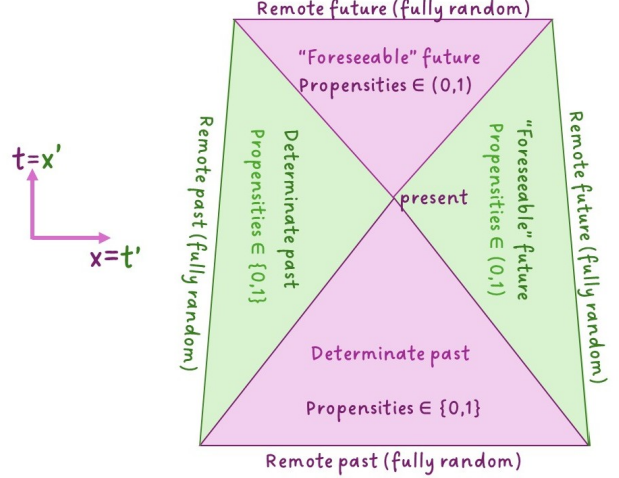 Remote future (fully random)
"Foreseeable" future
Propensities ∈ (0,1)
Remote past (fully random)
Propensities ∈ {0,1}
Determinate past
present
"Foreseeable" future
Propensities ∈ (0,1)
Remote future (fully random)
t=x'
x=t'
Determinate past
Propensities ∈ {0,1}
Remote past (fully random)